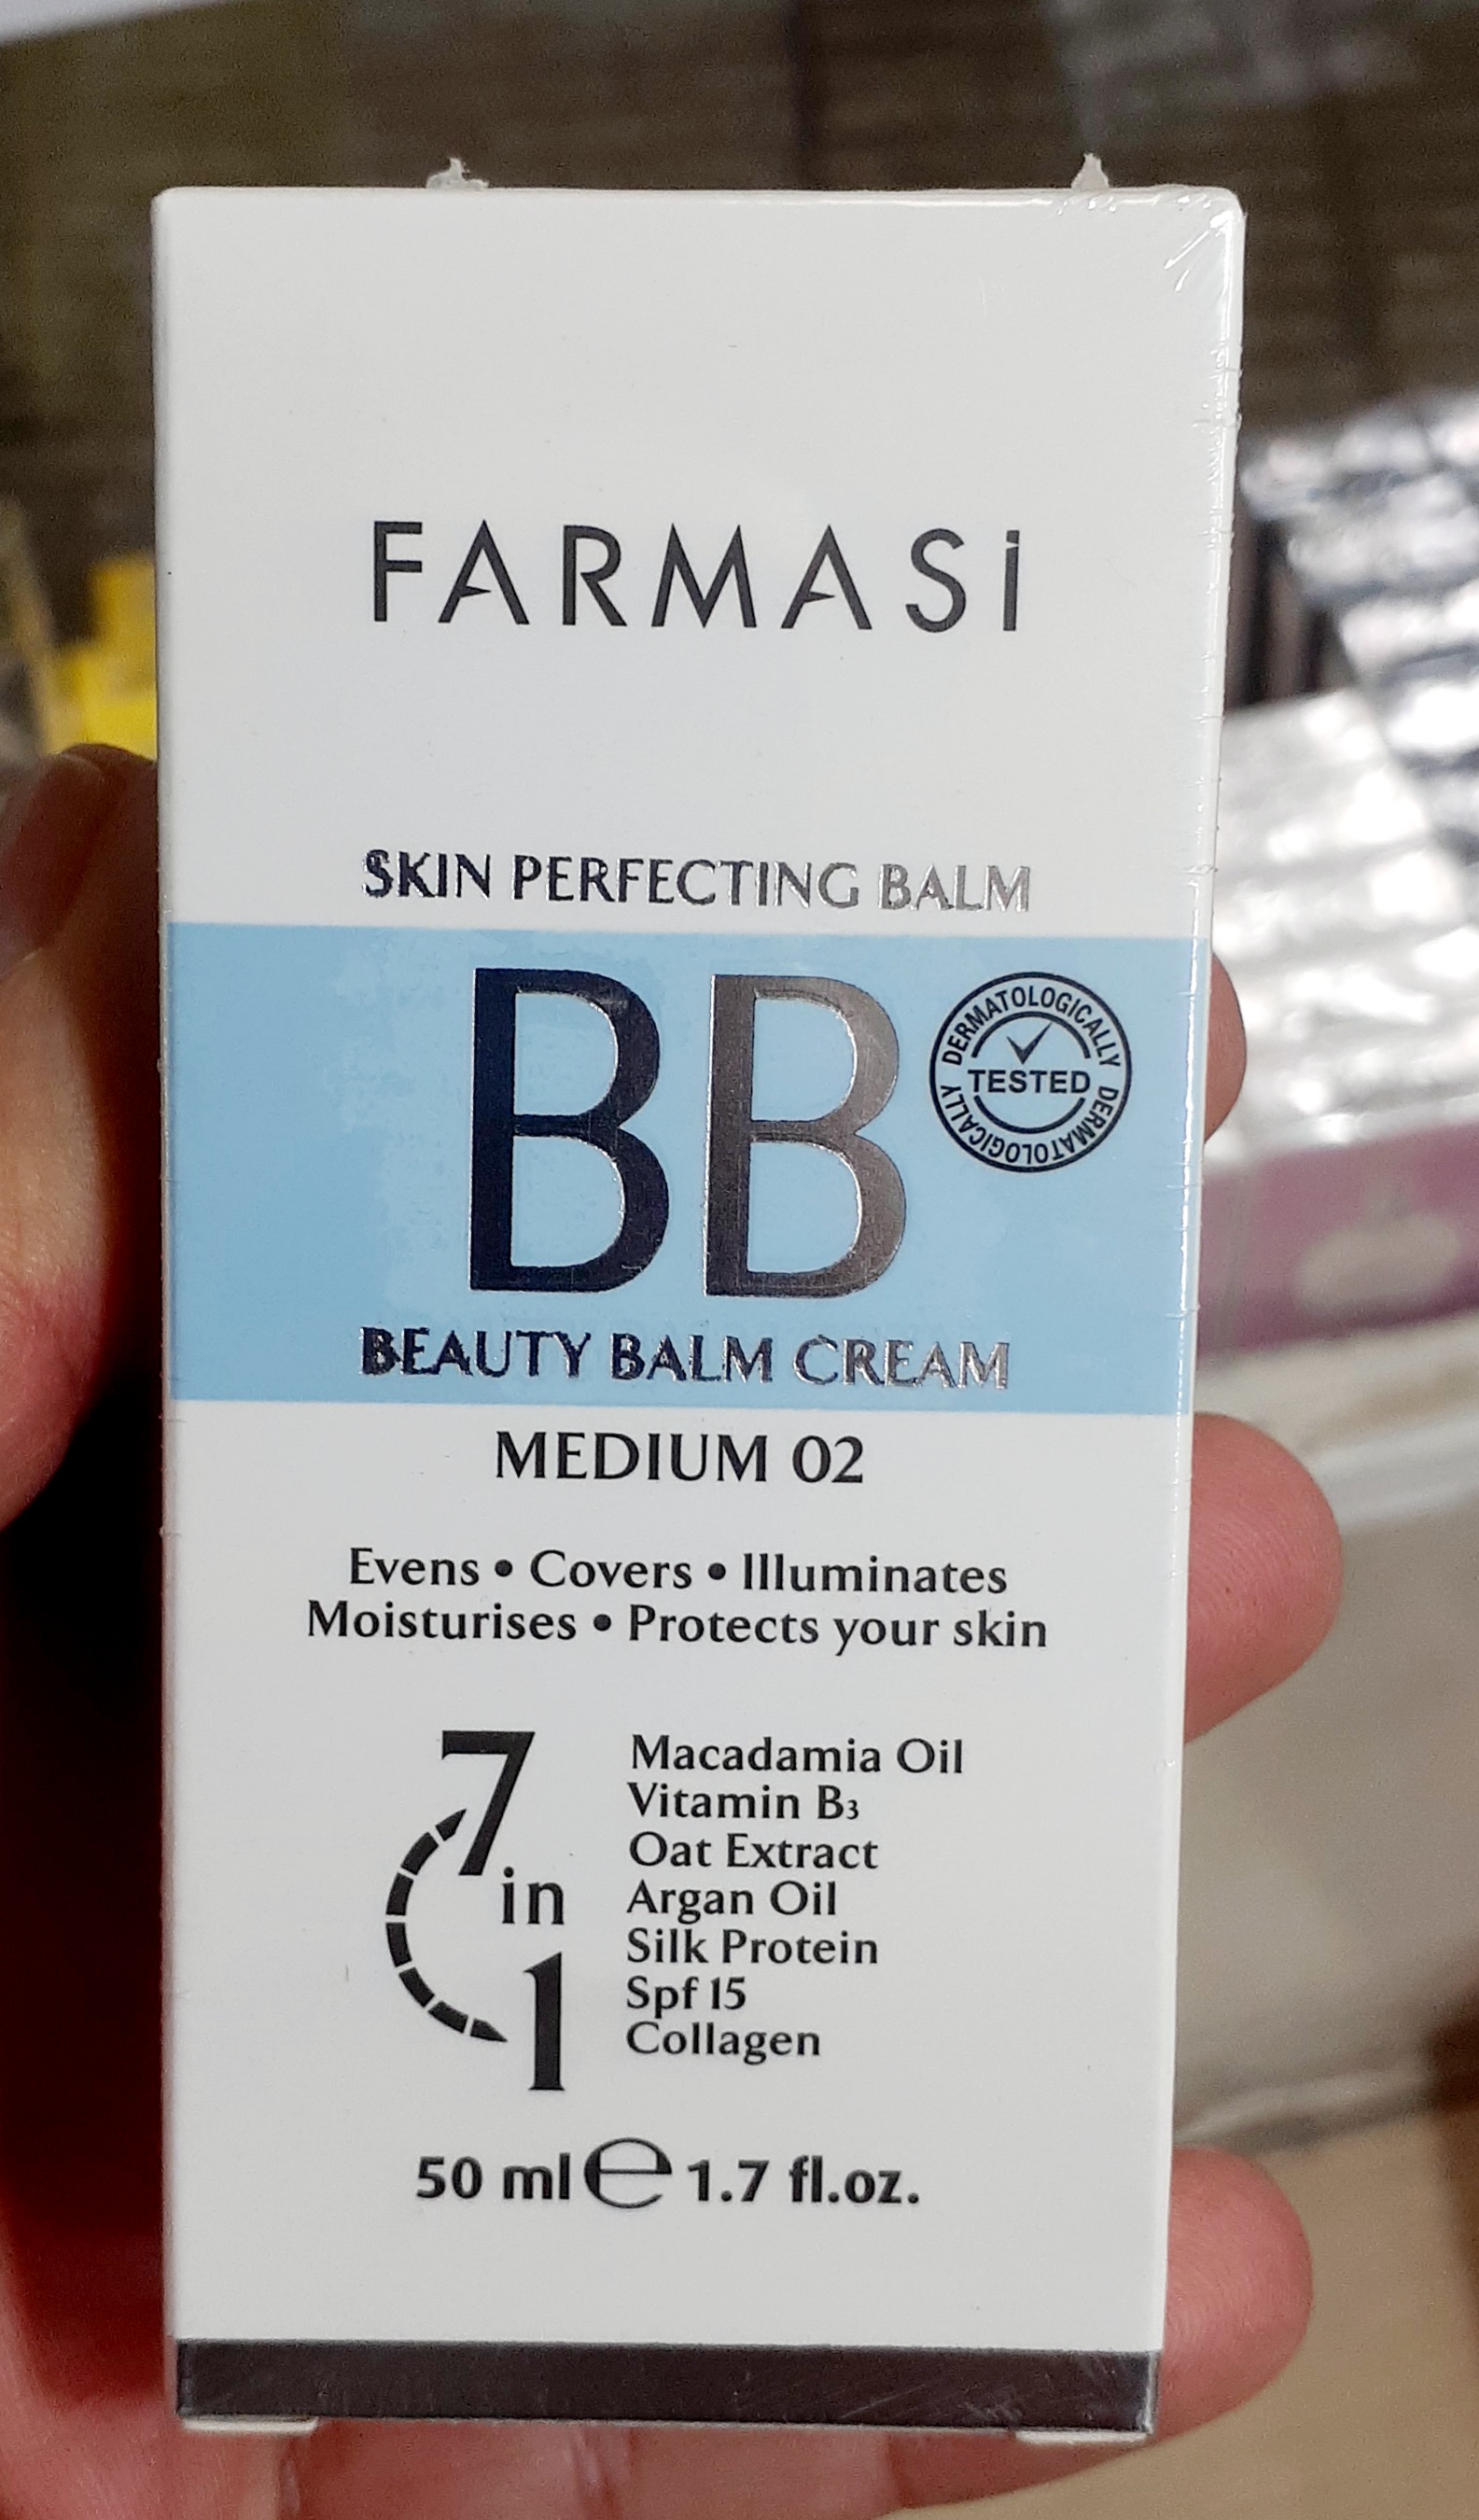 FARMASi
SKIN PERFECTING BALM
BB
DERMATOLOGICALLY
TESTED
DERMATOLOGICALLY
BEAUTY BALM CREAM
MEDIUM 02
Evens • Covers • Illuminates
Moisturises • Protects your skin
7
in
1
Macadamia Oil
Vitamin B₃
Oat Extract
Argan Oil
Silk Protein
Spf 15
Collagen
50 ml ℮ 1.7 fl.oz.